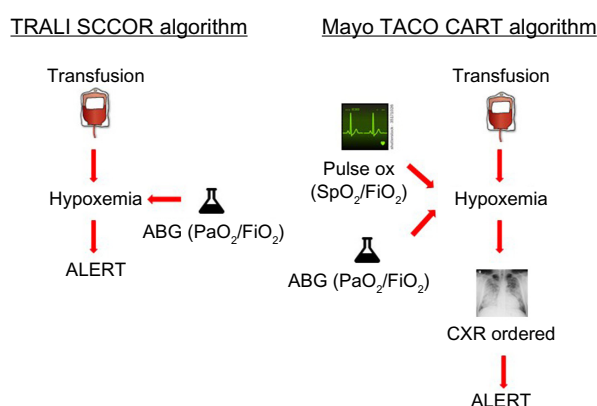 TRALI SCCOR algorithm
Transfusion
Hypoxemia
ABG (PaO₂/FiO₂)
ALERT
Mayo TACO CART algorithm
Transfusion
Pulse ox
(SpO₂/FiO₂)
Hypoxemia
ABG (PaO₂/FiO₂)
CXR ordered
ALERT